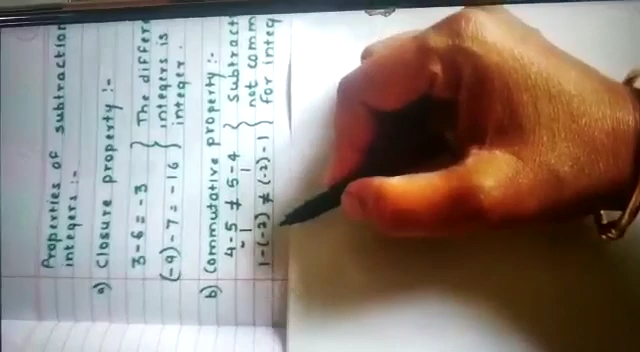 Properties of subtraction
integers :-
a) Closure property :-
3-6 = -3 } The differ
(-9)-7 = -16 } integers is
integer.
b) Commutative property :-
4-5 ≠ 5-4 } Subtract
-1 1 not comm
1-(-2) ≠ (-2)-1 } for integ